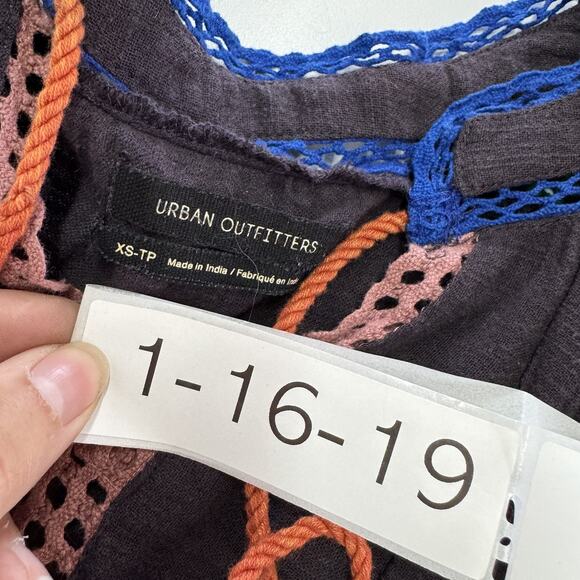 URBAN OUTFITTERS
XS-TP Made in India / Fabriqué en
1-16-19